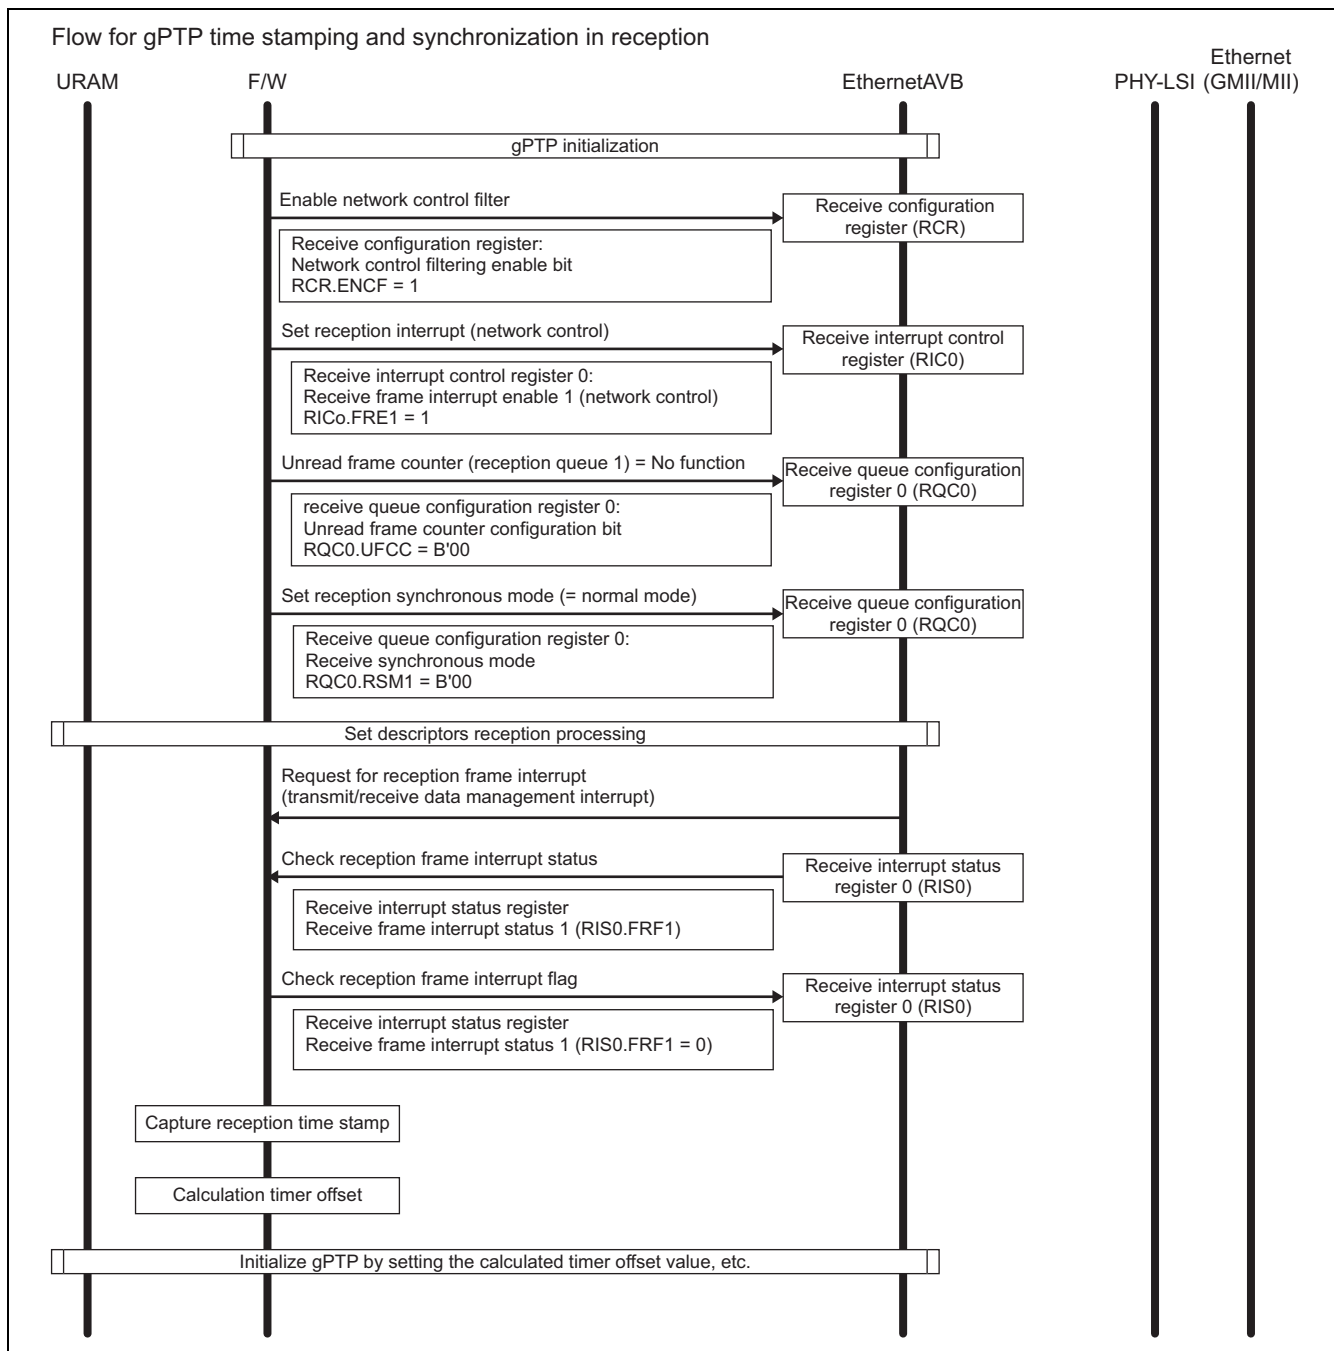 Flow for gPTP time stamping and synchronization in reception
URAM
F/W
EthernetAVB
PHY-LSI
Ethernet
(GMII/MII)
gPTP initialization
Enable network control filter
Receive configuration
register (RCR)
Receive configuration register:
Network control filtering enable bit
RCR.ENCF = 1
Set reception interrupt (network control)
Receive interrupt control
register (RIC0)
Receive interrupt control register 0:
Receive frame interrupt enable 1 (network control)
RICo.FRE1 = 1
Unread frame counter (reception queue 1) = No function
Receive queue configuration
register 0 (RQC0)
receive queue configuration register 0:
Unread frame counter configuration bit
RQC0.UFCC = B'00
Set reception synchronous mode (= normal mode)
Receive queue configuration
register 0 (RQC0)
Receive queue configuration register 0:
Receive synchronous mode
RQC0.RSM1 = B'00
Set descriptors reception processing
Request for reception frame interrupt
(transmit/receive data management interrupt)
Check reception frame interrupt status
Receive interrupt status
register 0 (RIS0)
Receive interrupt status register
Receive frame interrupt status 1 (RIS0.FRF1)
Check reception frame interrupt flag
Receive interrupt status
register 0 (RIS0)
Receive interrupt status register
Receive frame interrupt status 1 (RIS0.FRF1 = 0)
Capture reception time stamp
Calculation timer offset
Initialize gPTP by setting the calculated timer offset value, etc.